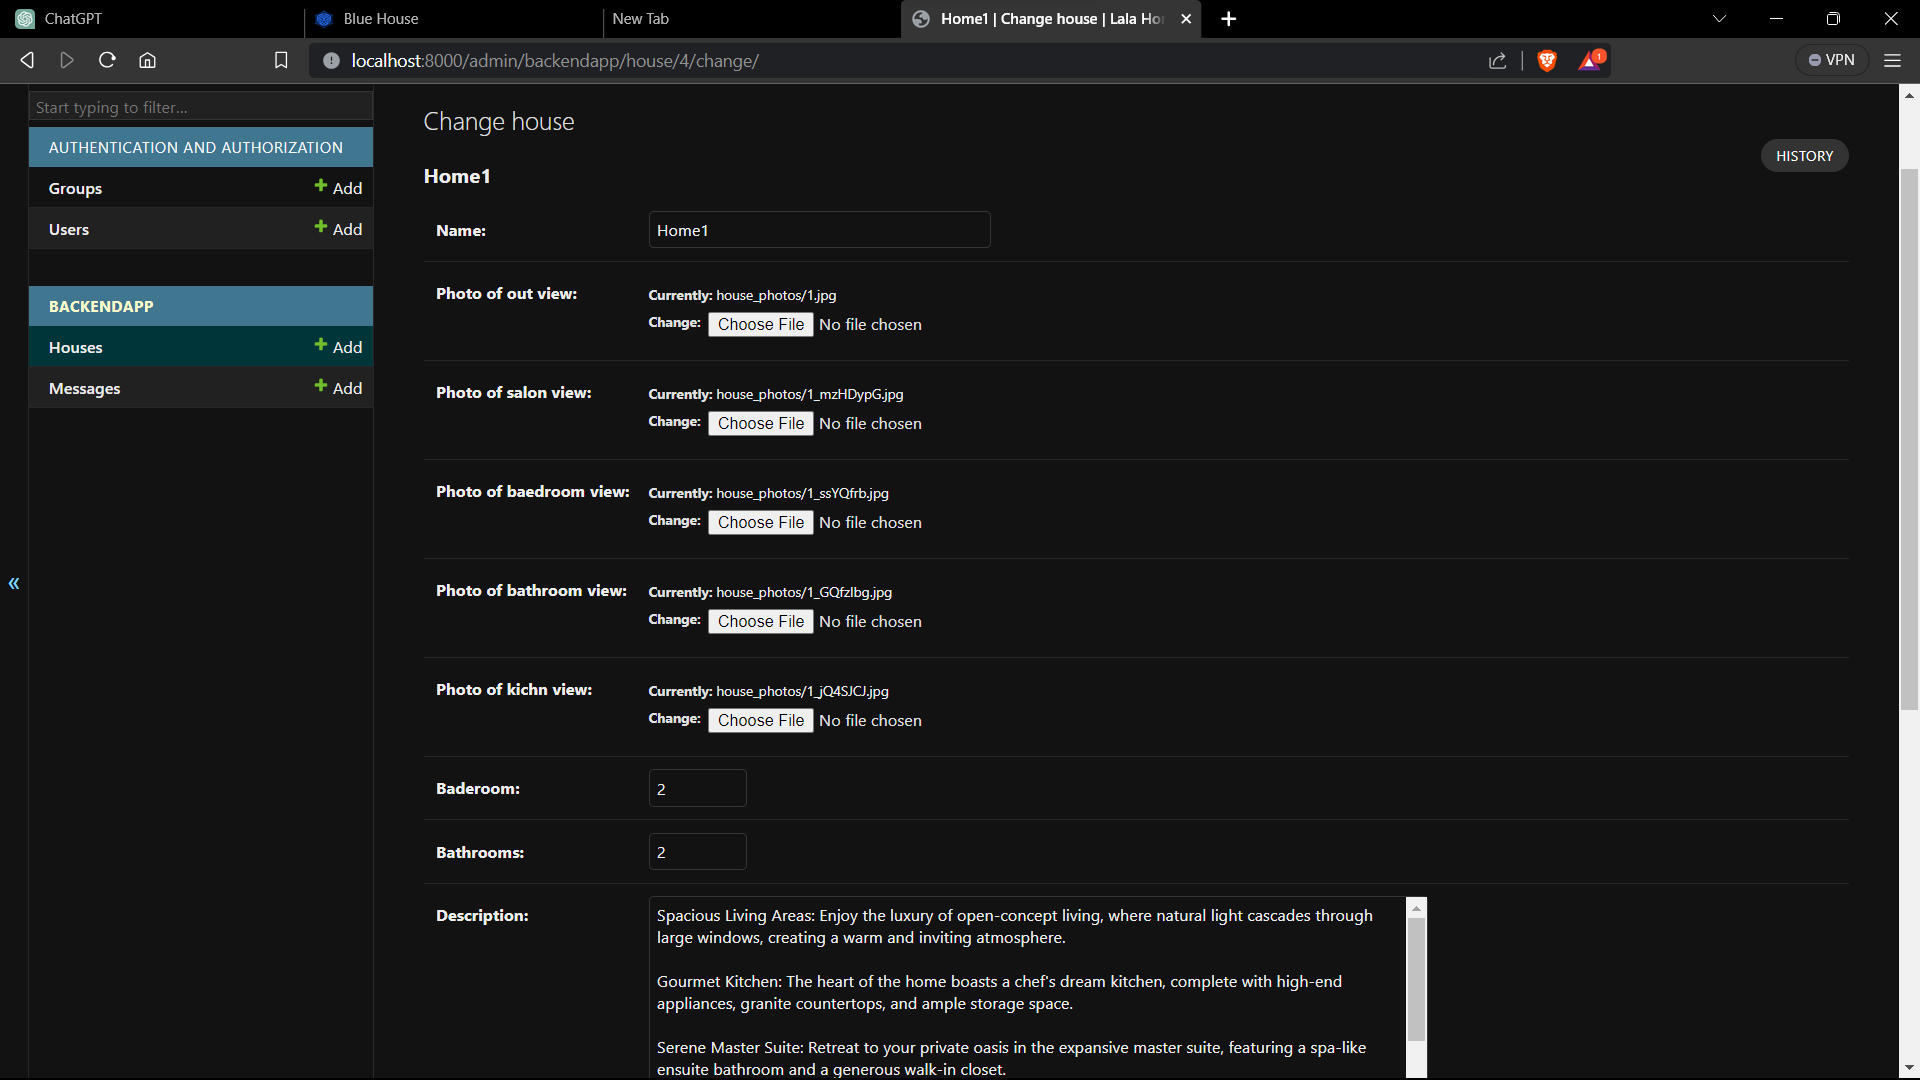 ChatGPT
Blue House
New Tab
Home1 | Change house | Lala Ho
localhost:8000/admin/backendapp/house/4/change/
1
VPN
Start typing to filter...
AUTHENTICATION AND AUTHORIZATION
Groups
Add
Users
Add
BACKENDAPP
Houses
Add
Messages
Add
«
Change house
HISTORY
Home1
Name:
Home1
Photo of out view:
Currently: house_photos/1.jpg
Change: Choose File No file chosen
Photo of salon view:
Currently: house_photos/1_mzHDypG.jpg
Change: Choose File No file chosen
Photo of baedroom view:
Currently: house_photos/1_ssYQfrb.jpg
Change: Choose File No file chosen
Photo of bathroom view:
Currently: house_photos/1_GQfzlbg.jpg
Change: Choose File No file chosen
Photo of kichn view:
Currently: house_photos/1_jQ4SJCJ.jpg
Change: Choose File No file chosen
Baderoom:
2
Bathrooms:
2
Description:
Spacious Living Areas: Enjoy the luxury of open-concept living, where natural light cascades through
large windows, creating a warm and inviting atmosphere.
Gourmet Kitchen: The heart of the home boasts a chef's dream kitchen, complete with high-end
appliances, granite countertops, and ample storage space.
Serene Master Suite: Retreat to your private oasis in the expansive master suite, featuring a spa-like
ensuite bathroom and a generous walk-in closet.